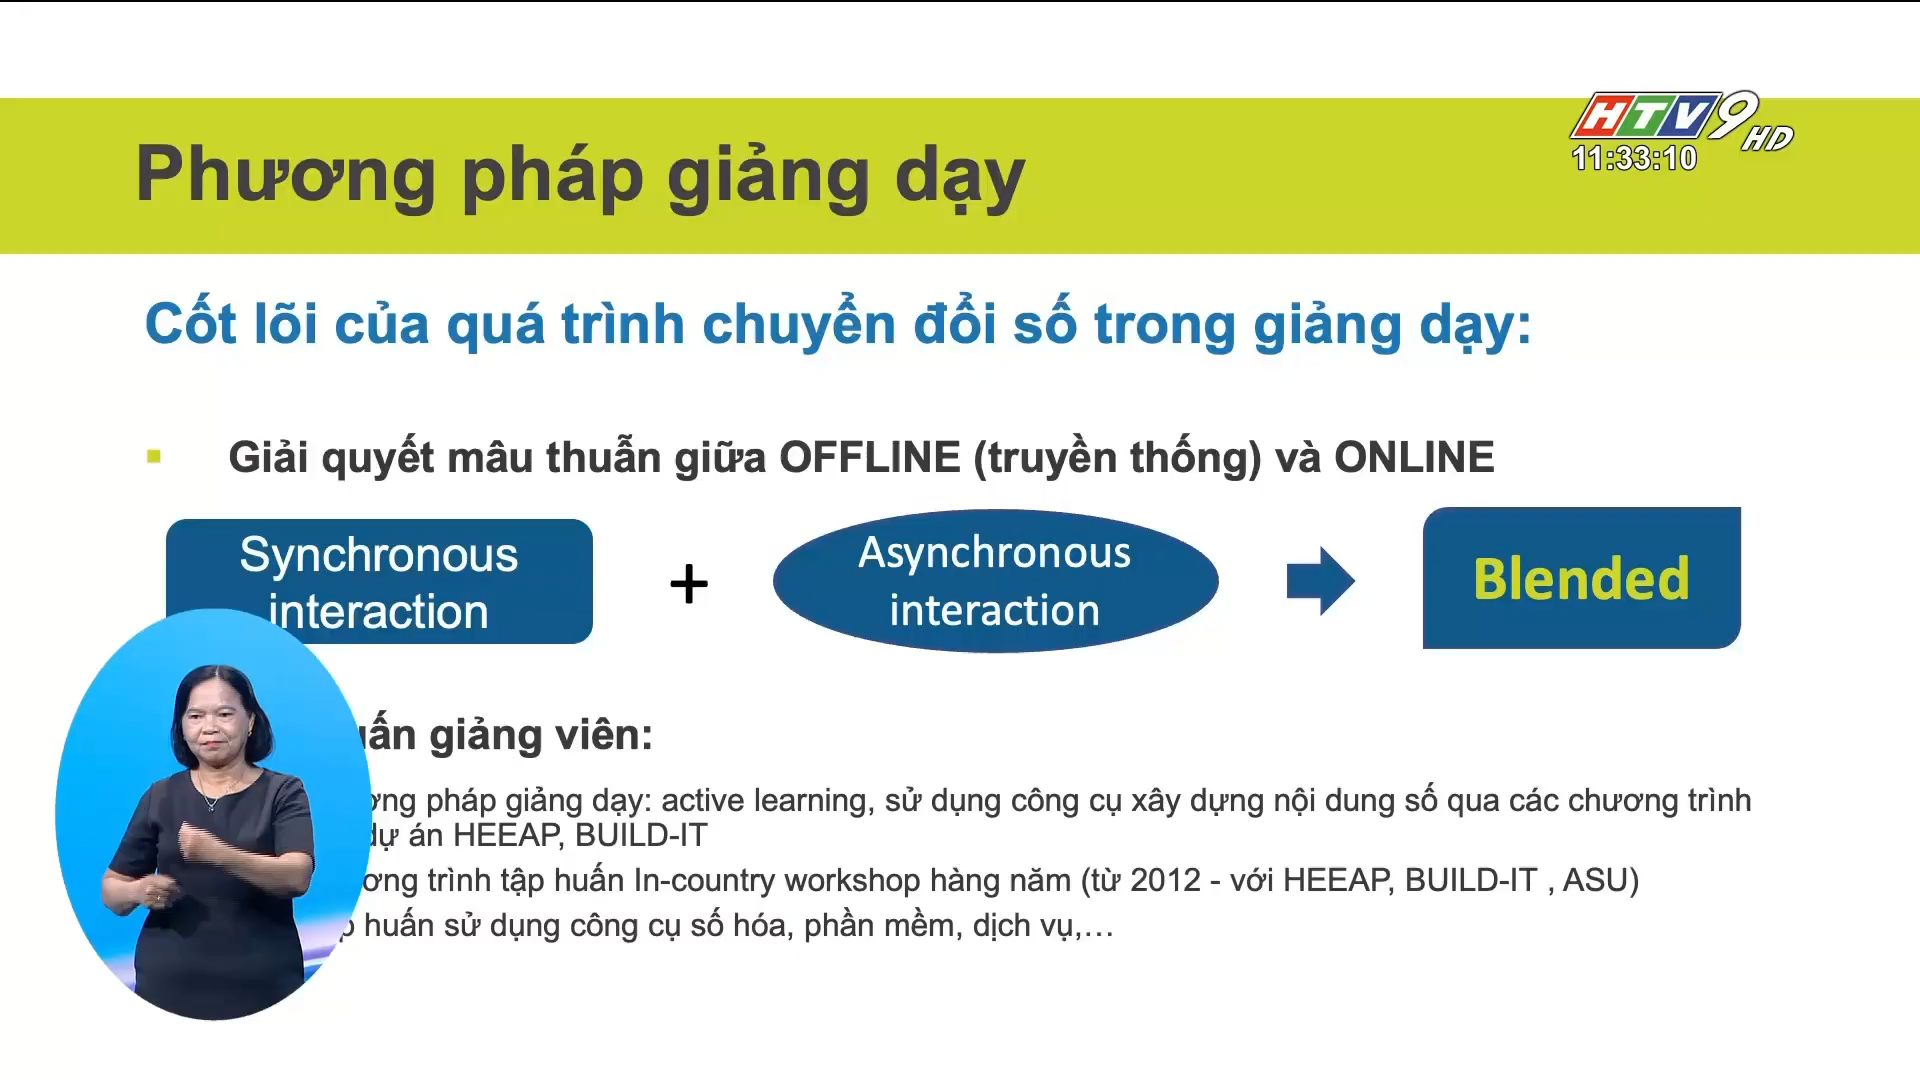 HTV9 HD
11:33:10
Phương pháp giảng dạy
Cốt lõi của quá trình chuyển đổi số trong giảng dạy:
Giải quyết mâu thuẫn giữa OFFLINE (truyền thống) và ONLINE
Synchronous
interaction
+
Asynchronous
interaction
Blended
giảng viên:
pháp giảng dạy: active learning, sử dụng công cụ xây dựng nội dung số qua các chương trình
dự án HEEAP, BUILD-IT
trình tập huấn In-country workshop hàng năm (từ 2012 - với HEEAP, BUILD-IT , ASU)
huấn sử dụng công cụ số hóa, phần mềm, dịch vụ,...